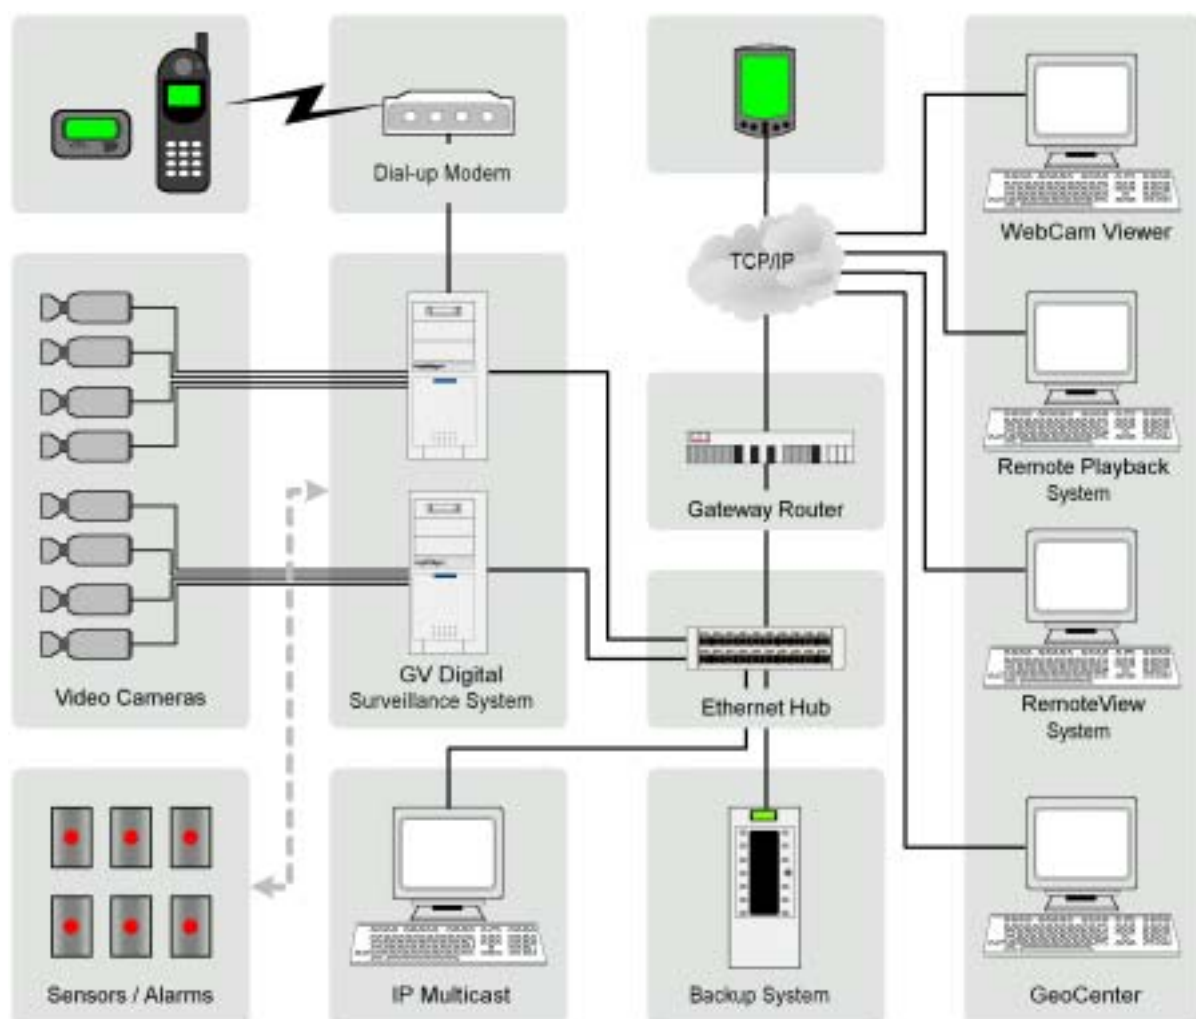 Dial-up Modem
TCP/IP
WebCam Viewer
Remote Playback
System
Gateway Router
Video Cameras
GV Digital
Surveillance System
Ethernet Hub
RemoteView
System
Sensors / Alarms
IP Multicast
Backup System
GeoCenter